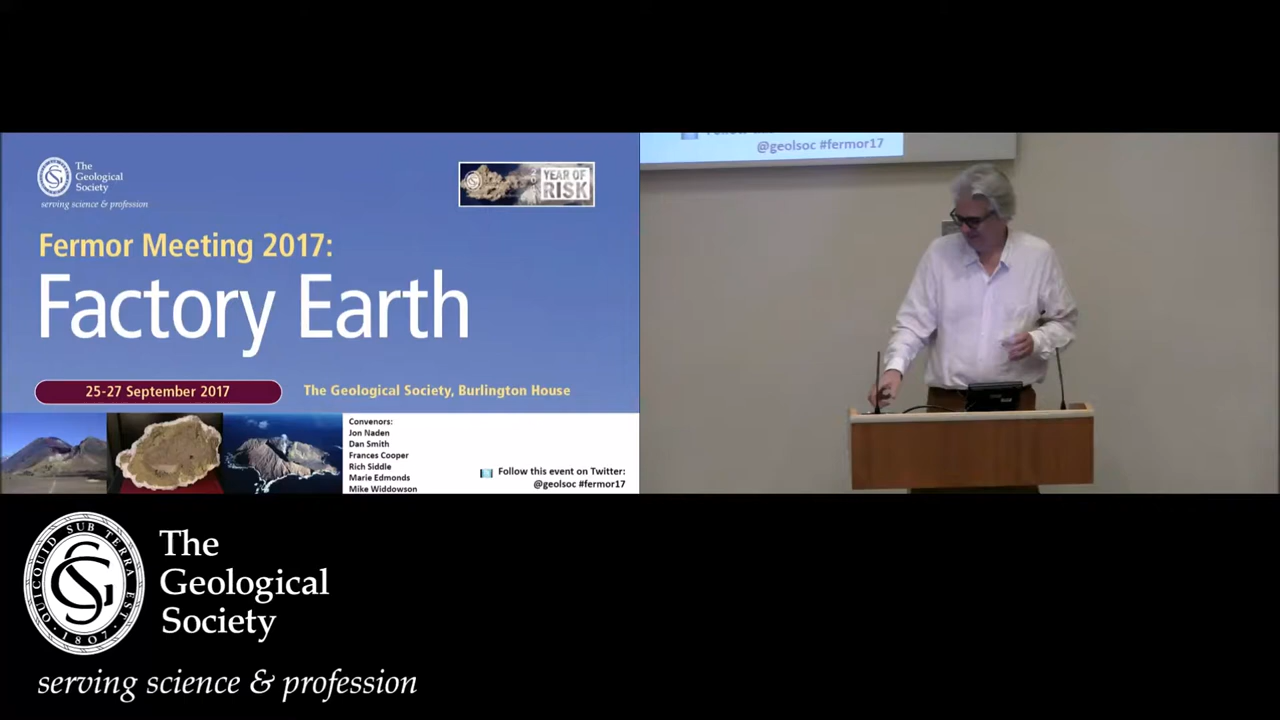 The
Geological
Society
serving science & profession
YEAR OF
RISK
Fermor Meeting 2017:
Factory Earth
25-27 September 2017
The Geological Society, Burlington House
Convenors:
Jon Naden
Dan Smith
Frances Cooper
Rich Siddle
Marie Edmonds
Mike Widdowson
Follow this event on Twitter:
@geolsoc #fermor17
@geolsoc #fermor17
QUICQUID SUB TERRA EST
1807
The
Geological
Society
serving science & profession